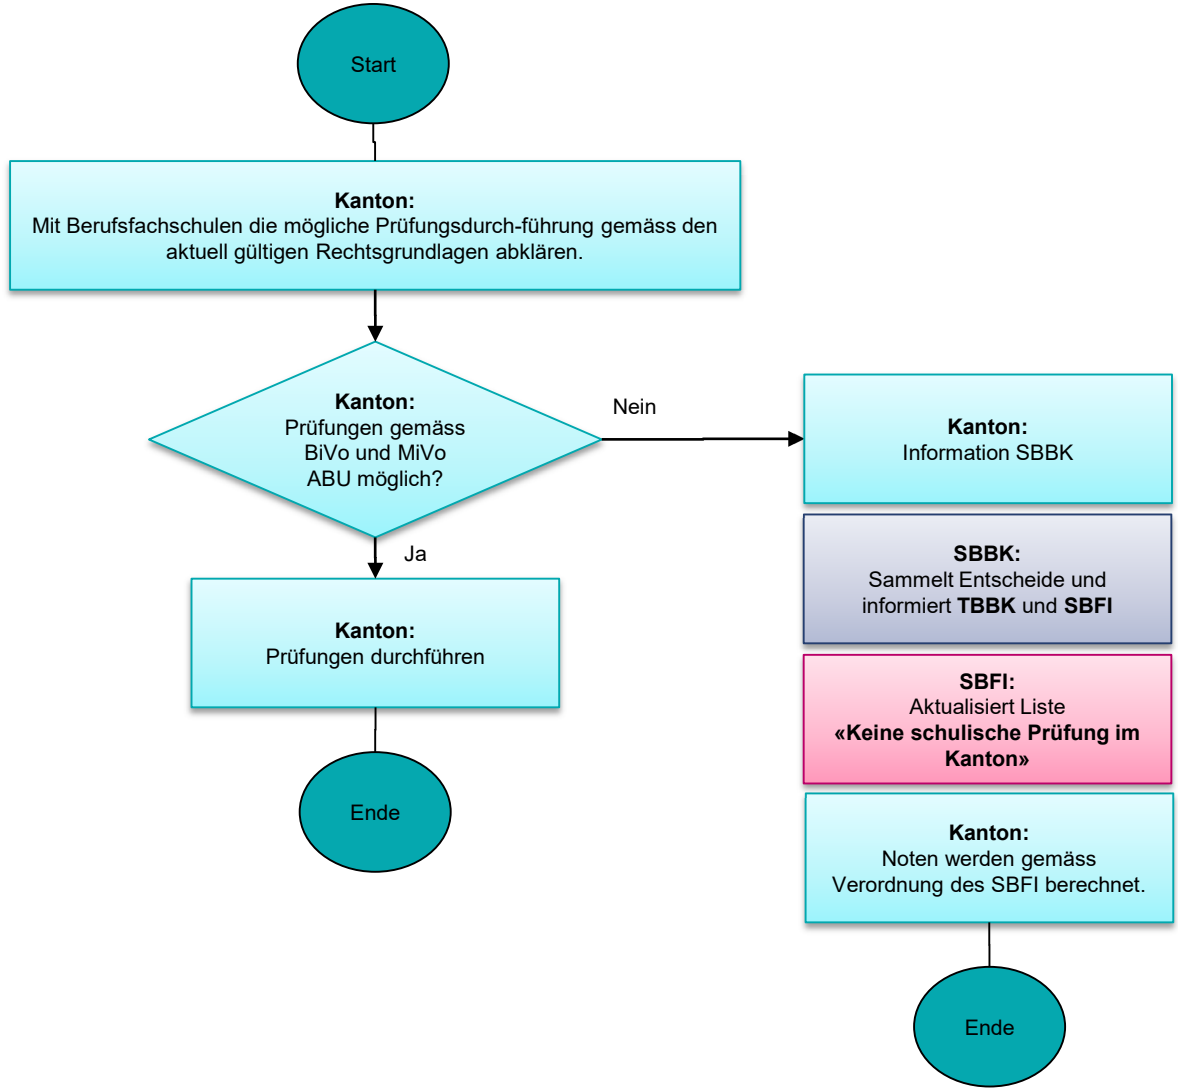 Start
Kanton:
Mit Berufsfachschulen die mögliche Prüfungsdurch-führung gemäss den
aktuell gültigen Rechtsgrundlagen abklären.
Kanton:
Prüfungen gemäss
BiVo und MiVo
ABU möglich?
Nein
Ja
Kanton:
Prüfungen durchführen
Ende
Kanton:
Information SBBK
SBBK:
Sammelt Entscheide und
informiert TBBK und SBFI
SBFI:
Aktualisiert Liste
«Keine schulische Prüfung im
Kanton»
Kanton:
Noten werden gemäss
Verordnung des SBFI berechnet.
Ende